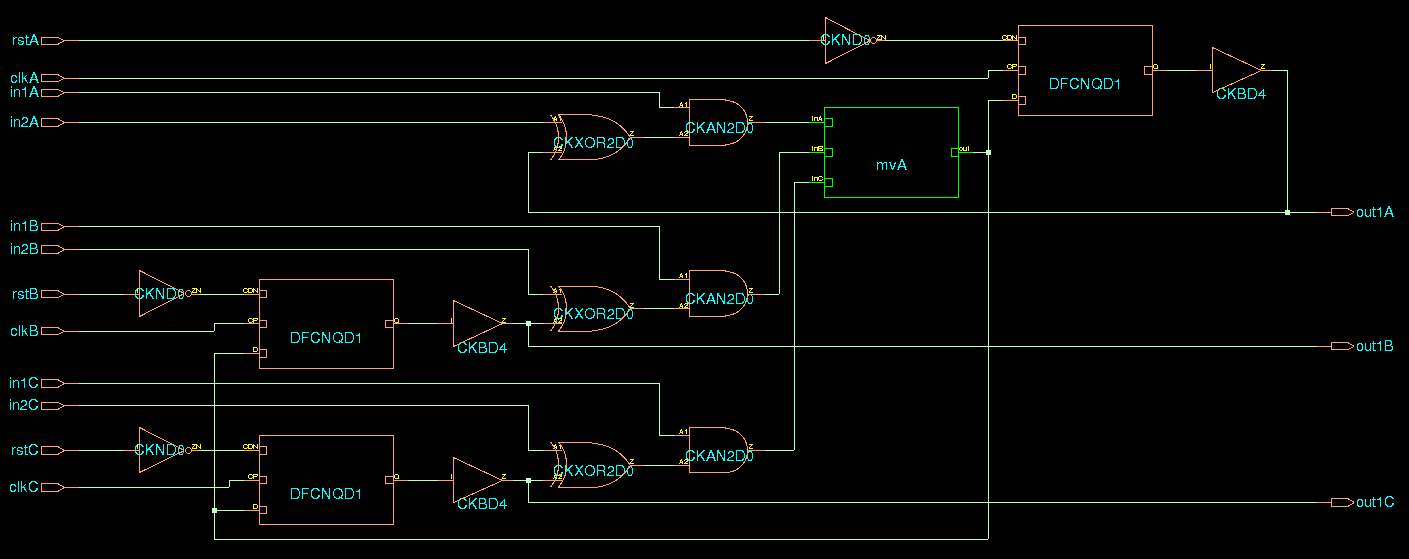 rstA
CKND0
ZN
CDN
clkA
CP
DFCNQD1
Q
I
Z
CKBD4
in1A
D
A1
CKAN2D0
Z
in2A
A1
CKXOR2D0
Z
A2
A2
inA
inB
mvA
out
inC
out1A
in1B
in2B
A1
CKAN2D0
Z
A2
rstB
CKND0
ZN
CDN
A1
CKXOR2D0
Z
A2
clkB
CP
DFCNQD1
Q
I
Z
CKBD4
D
out1B
in1C
in2C
A1
CKAN2D0
Z
A2
rstC
CKND0
ZN
CDN
A1
CKXOR2D0
Z
A2
clkC
CP
DFCNQD1
Q
I
Z
CKBD4
D
out1C